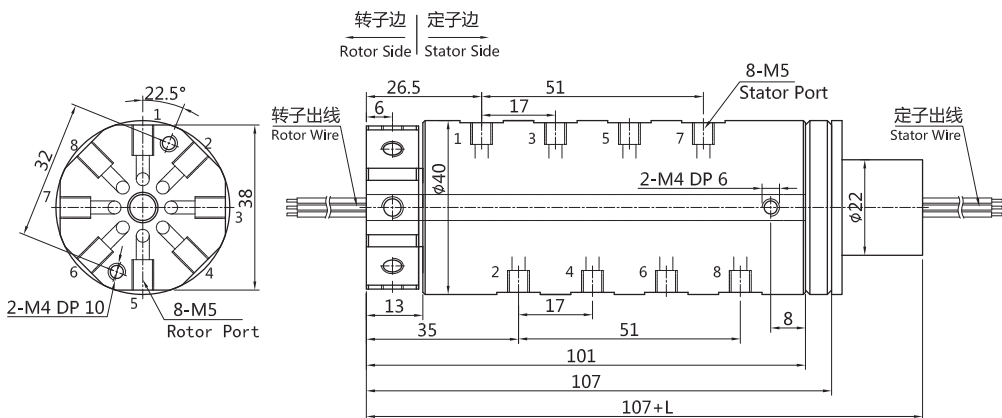 转子边 定子边
Rotor Side Stator Side
22.5°
1
2
3
4
5
6
7
8
32
38
2-M4 DP 10
8-M5
Rotor Port
转子出线
Rotor Wire
26.5
51
6
17
8-M5
Stator Port
定子出线
Stator Wire
1 3 5 7
ϕ40
2-M4 DP 6
ϕ22
2 4 6 8
13
17
8
35
51
101
107
107+L